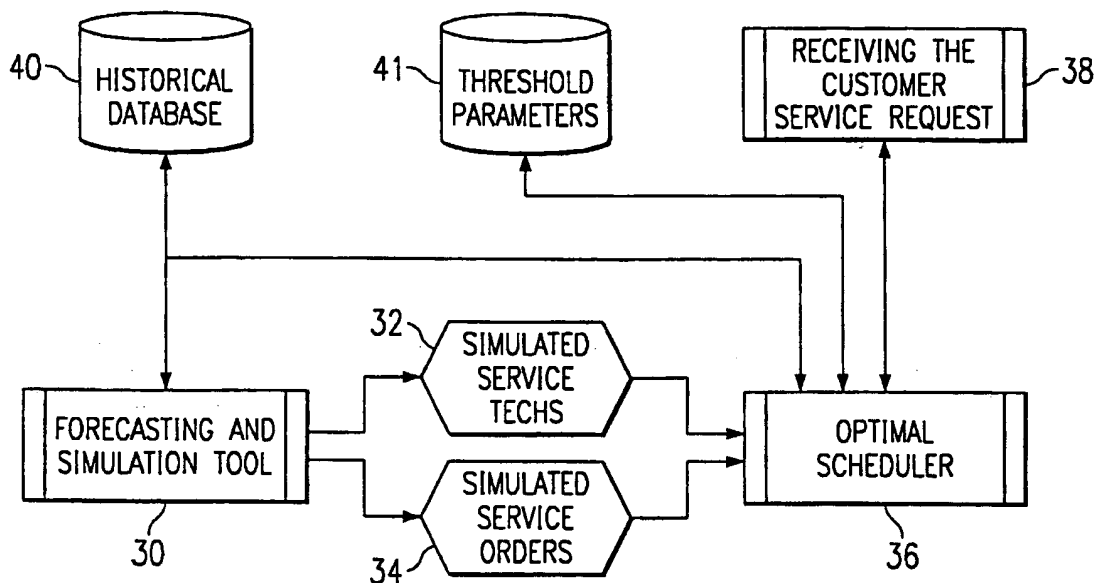 40
HISTORICAL
DATABASE
41
THRESHOLD
PARAMETERS
RECEIVING THE
CUSTOMER
SERVICE REQUEST
38
32
SIMULATED
SERVICE
TECHS
FORECASTING AND
SIMULATION TOOL
30
SIMULATED
SERVICE
ORDERS
34
OPTIMAL
SCHEDULER
36